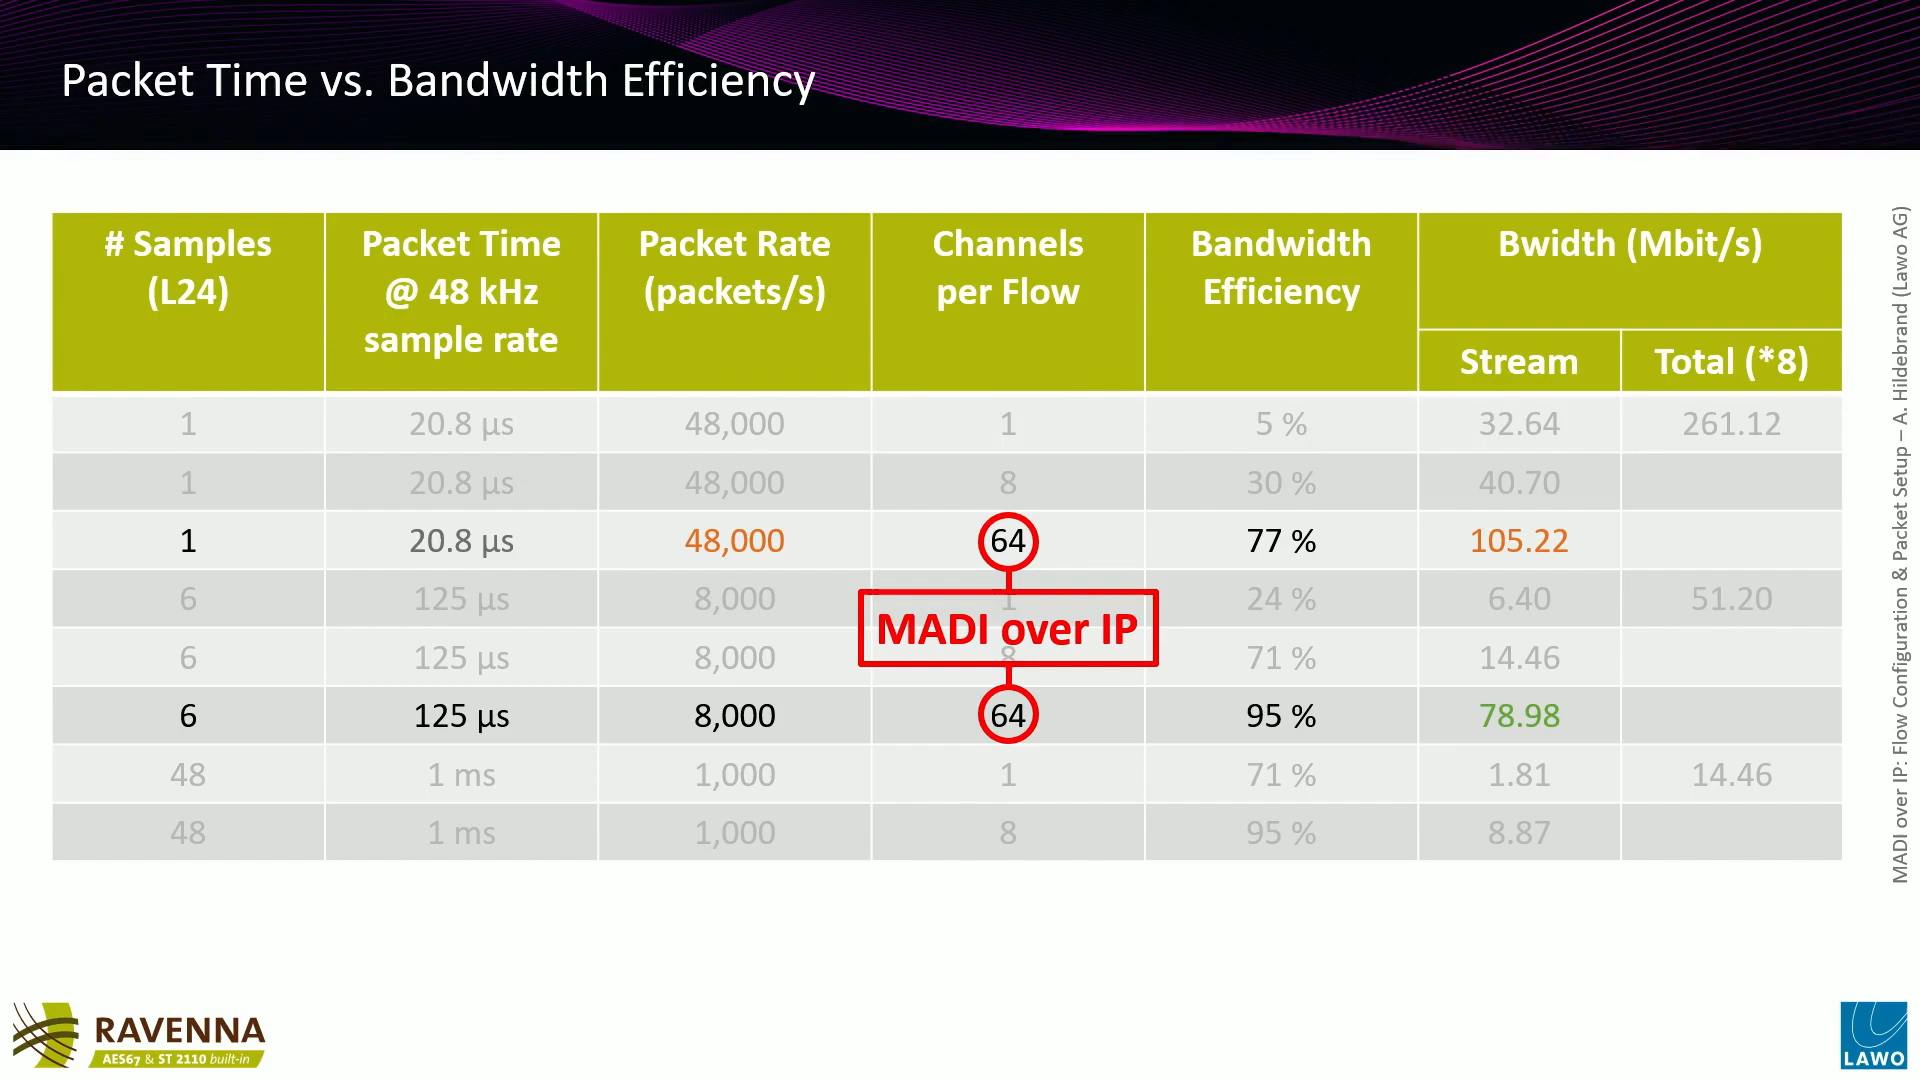 Packet Time vs. Bandwidth Efficiency
# Samples (L24)
Packet Time @ 48 kHz sample rate
Packet Rate (packets/s)
Channels per Flow
Bandwidth Efficiency
Bwidth (Mbit/s)
Stream
Total (*8)
1 20.8 µs 48,000 1 5 % 32.64 261.12
1 20.8 µs 48,000 8 30 % 40.70
1 20.8 µs 48,000 64 77 % 105.22
6 125 µs 8,000 1 24 % 6.40 51.20
MADI over IP
6 125 µs 8,000 8 71 % 14.46
6 125 µs 8,000 64 95 % 78.98
48 1 ms 1,000 1 71 % 1.81 14.46
48 1 ms 1,000 8 95 % 8.87
MADI over IP: Flow Configuration & Packet Setup – A. Hildebrand (Lawo AG)
RAVENNA
AES67 & ST 2110 built-in
LAWO